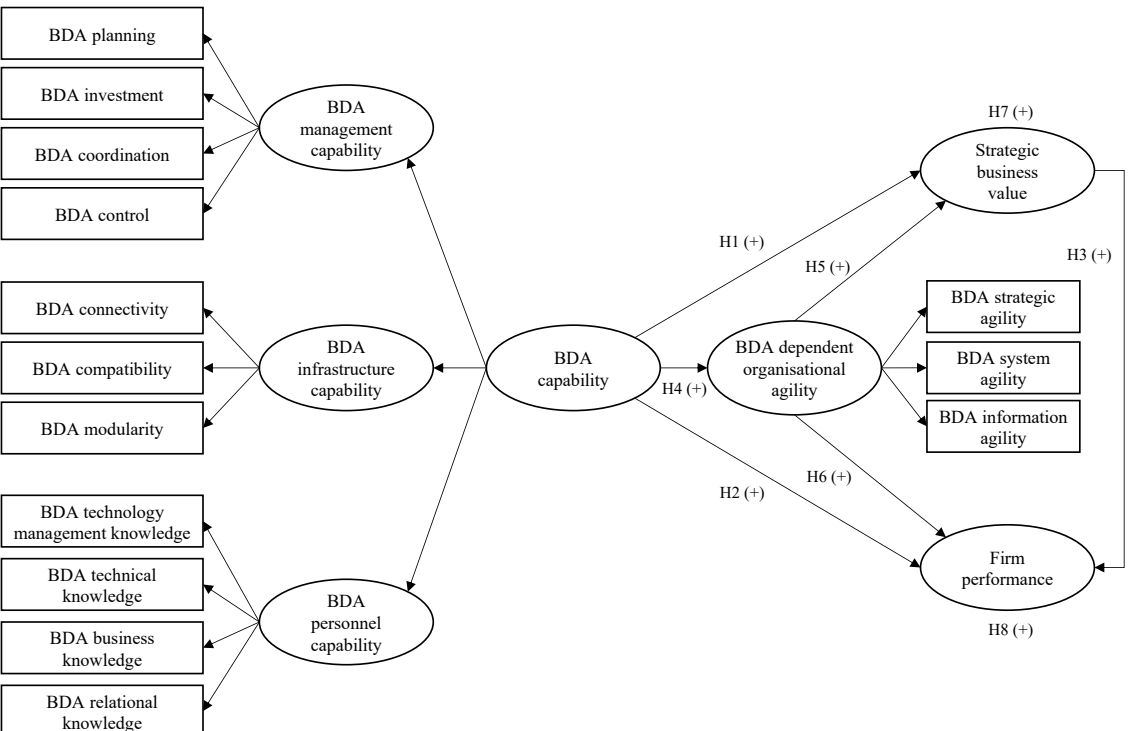 BDA planning
BDA investment
BDA coordination
BDA control
BDA
management
capability
BDA connectivity
BDA compatibility
BDA modularity
BDA
infrastructure
capability
BDA technology
management knowledge
BDA technical
knowledge
BDA business
knowledge
BDA relational
knowledge
BDA
personnel
capability
BDA
capability
H1 (+)
H5 (+)
H4 (+)
H2 (+)
H6 (+)
BDA dependent
organisational
agility
H7 (+)
Strategic
business
value
H3 (+)
BDA strategic
agility
BDA system
agility
BDA information
agility
Firm
performance
H8 (+)